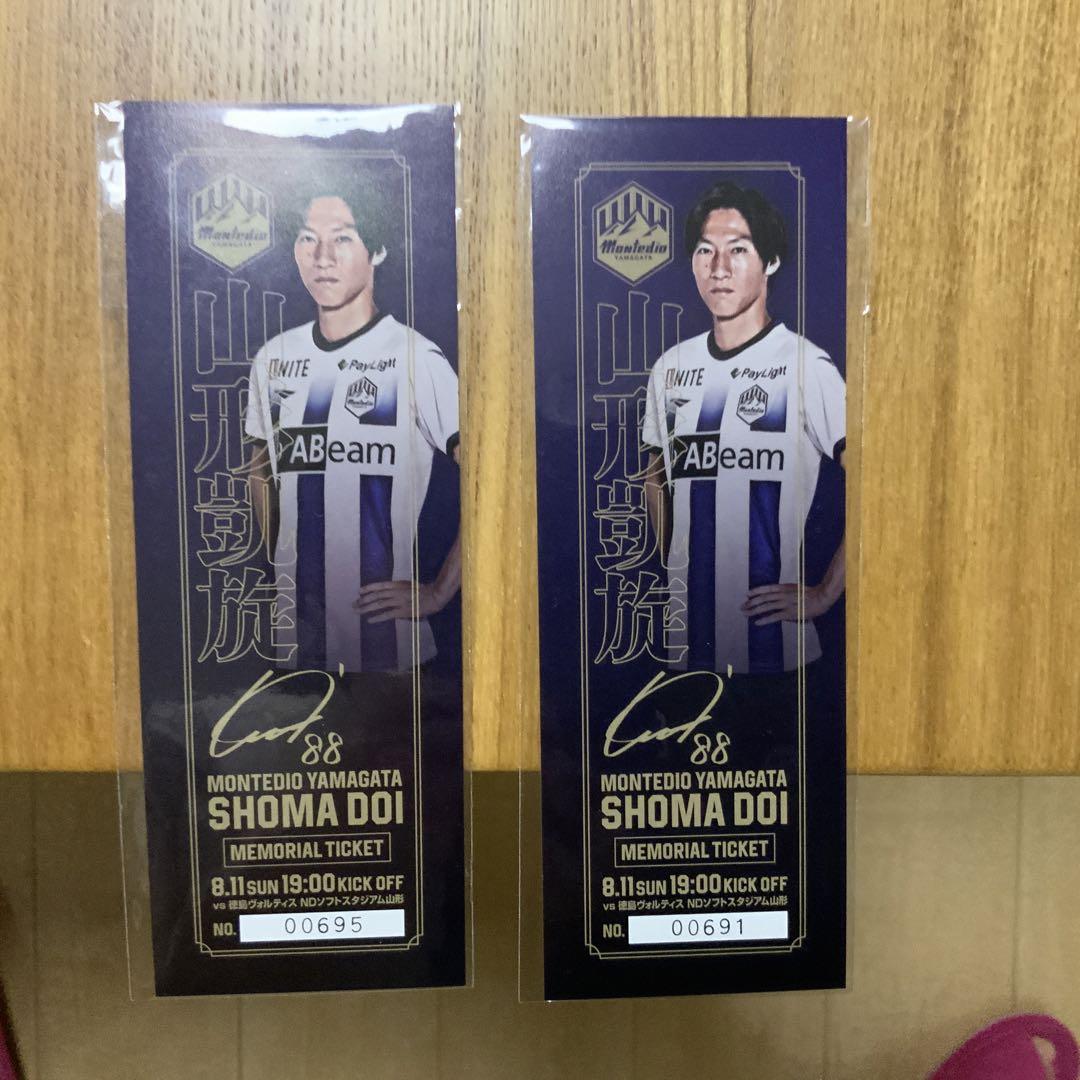 Montedio
YAMAGATA
山形凱旋
UNITE
PayLight
Montedio
ABeam
88
MONTEDIO YAMAGATA
SHOMA DOI
MEMORIAL TICKET
8.11 SUN 19:00 KICK OFF
vs 徳島ヴォルティス NDソフトスタジアム山形
NO. 00695
Montedio
YAMAGATA
山形凱旋
UNITE
PayLight
Montedio
ABeam
88
MONTEDIO YAMAGATA
SHOMA DOI
MEMORIAL TICKET
8.11 SUN 19:00 KICK OFF
vs 徳島ヴォルティス NDソフトスタジアム山形
NO. 00691